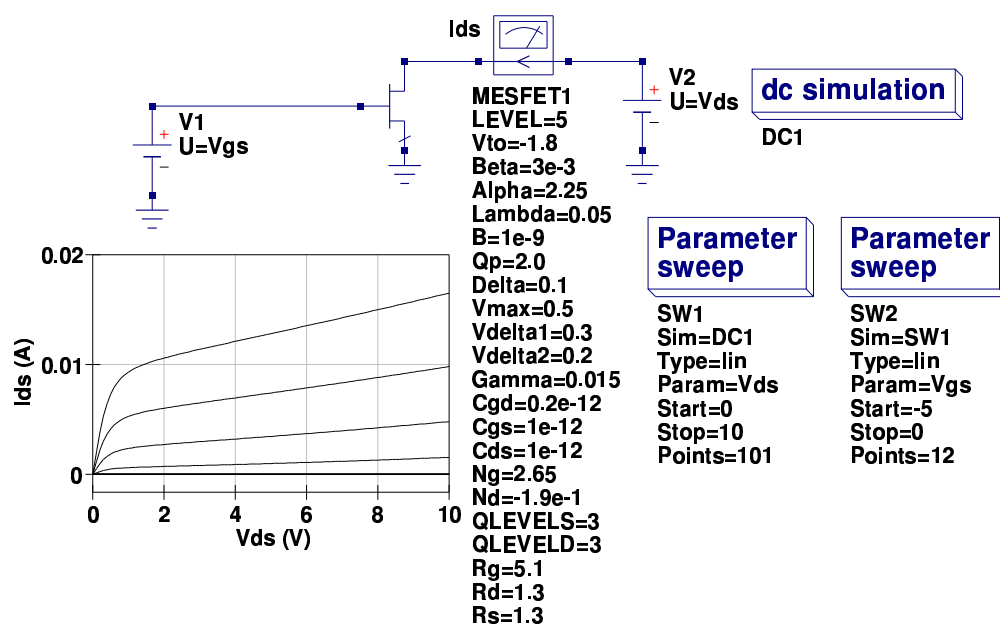 Ids
V1
U=Vgs
V2
U=Vds
dc simulation
DC1
MESFET1
LEVEL=5
Vto=-1.8
Beta=3e-3
Alpha=2.25
Lambda=0.05
B=1e-9
Qp=2.0
Delta=0.1
Vmax=0.5
Vdelta1=0.3
Vdelta2=0.2
Gamma=0.015
Cgd=0.2e-12
Cgs=1e-12
Cds=1e-12
Ng=2.65
Nd=-1.9e-1
QLEVELS=3
QLEVELD=3
Rg=5.1
Rd=1.3
Rs=1.3
Parameter
sweep
SW1
Sim=DC1
Type=lin
Param=Vds
Start=0
Stop=10
Points=101
Parameter
sweep
SW2
Sim=SW1
Type=lin
Param=Vgs
Start=-5
Stop=0
Points=12
0.02
0.01
0
Ids (A)
0 2 4 6 8 10
Vds (V)